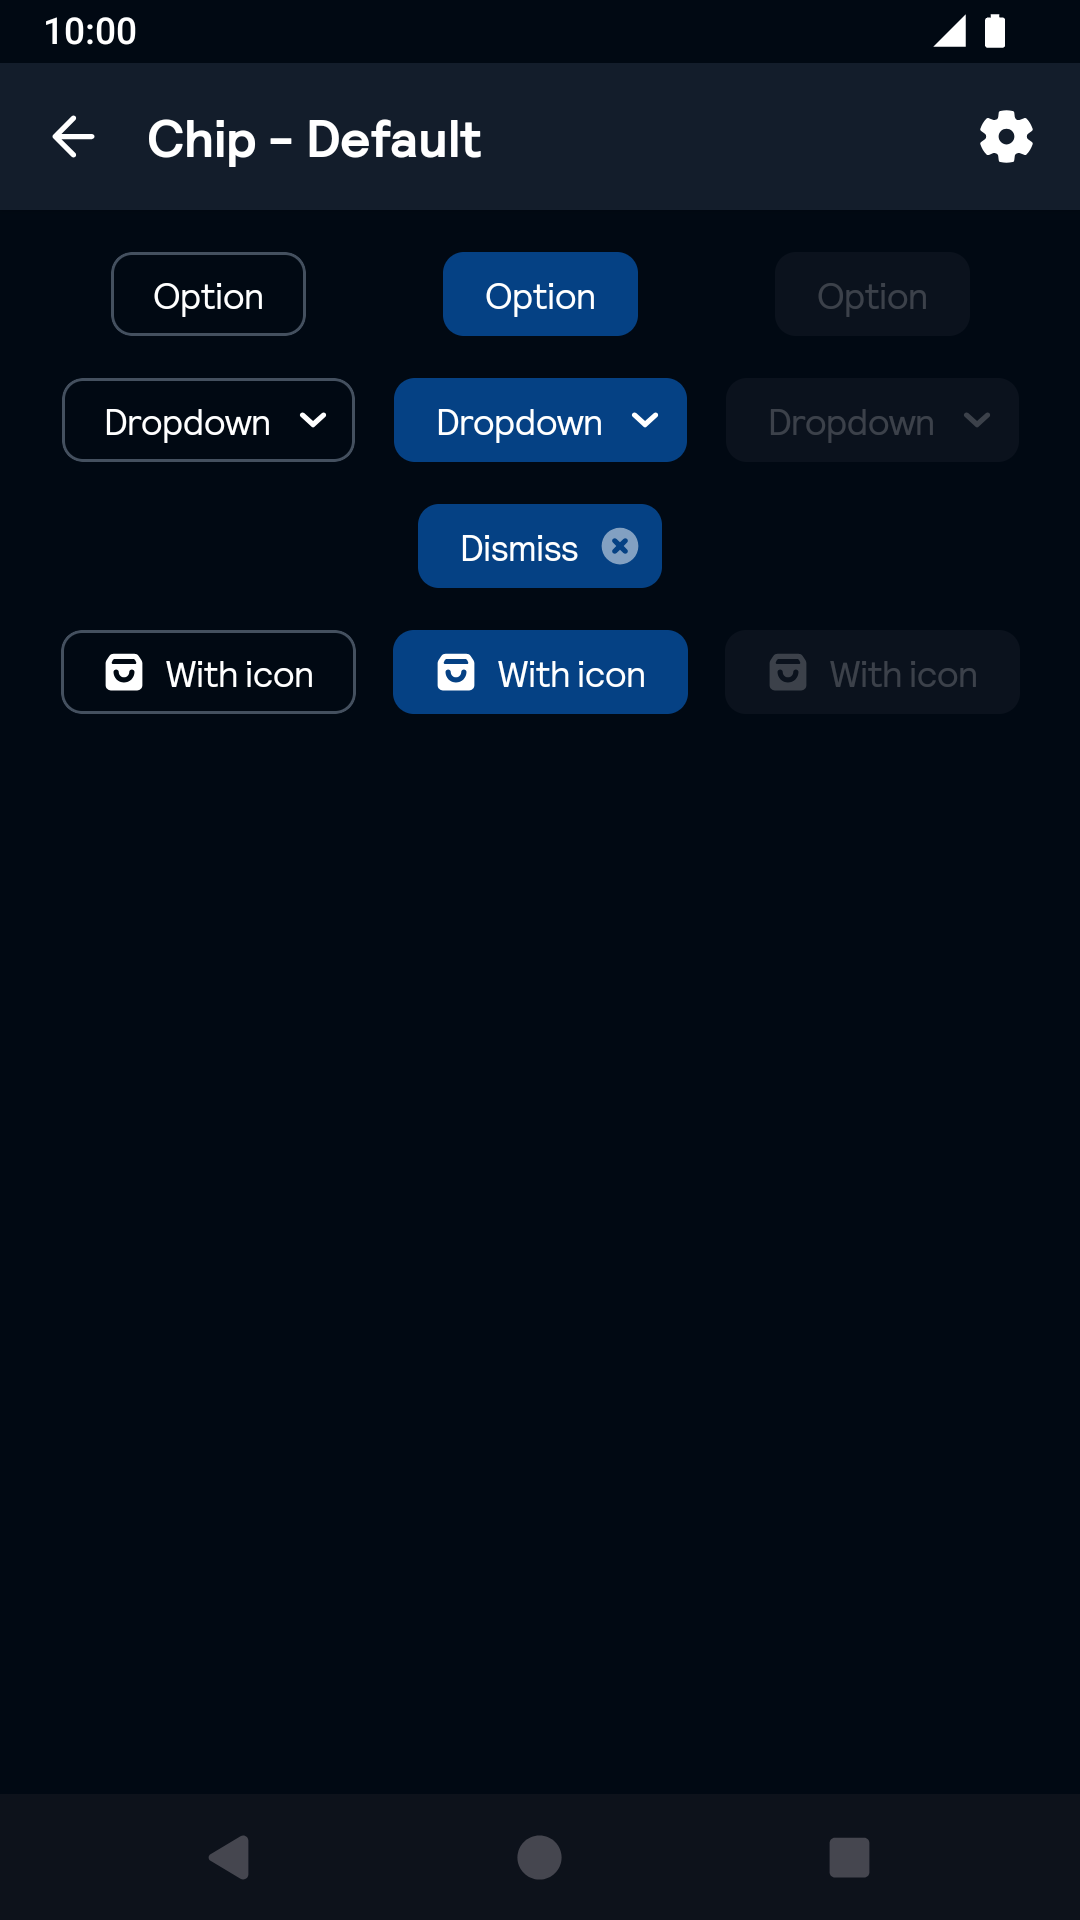 10:00
Chip - Default
Option Option Option
Dropdown Dropdown Dropdown
Dismiss
With icon With icon With icon